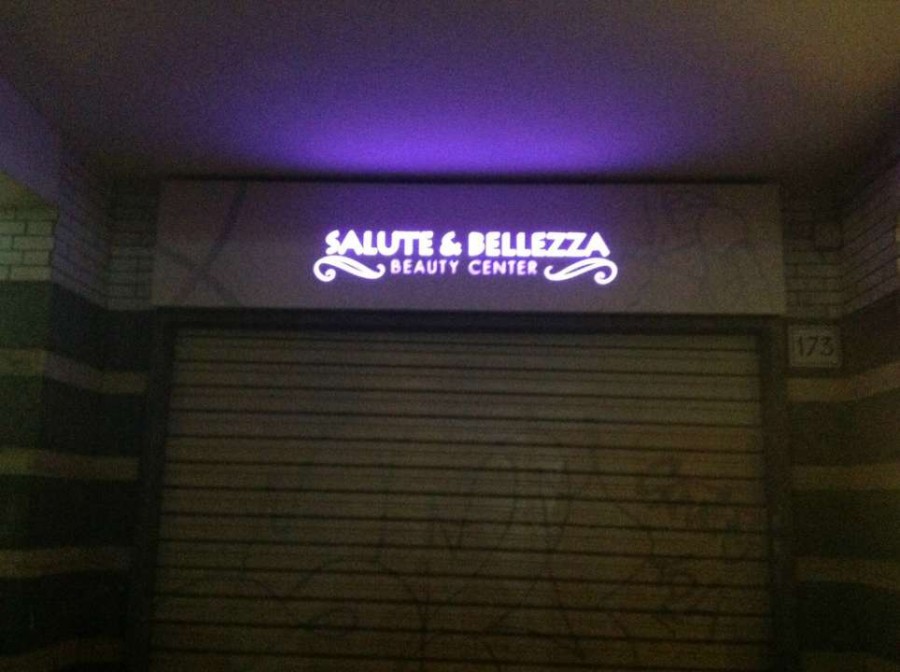 SALUTE & BELLEZZA
BEAUTY CENTER
173